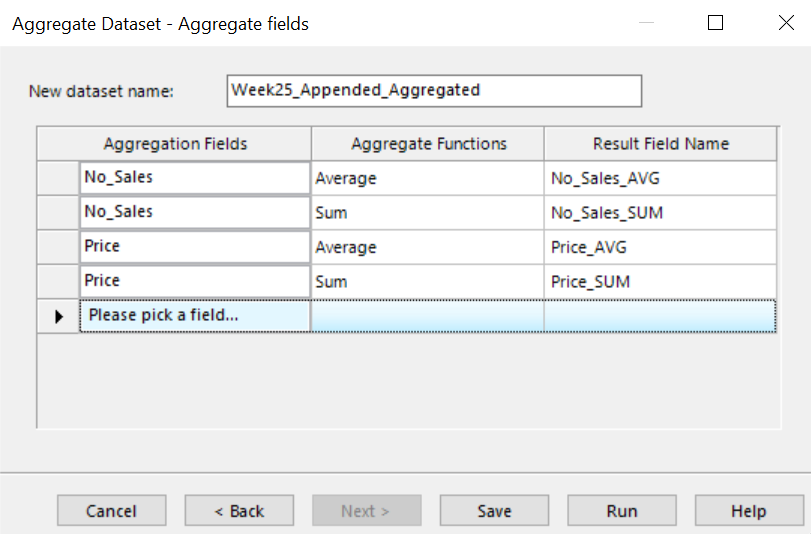 Aggregate Dataset - Aggregate fields
New dataset name: Week25_Appended_Aggregated
Aggregation Fields Aggregate Functions Result Field Name
No_Sales Average No_Sales_AVG
No_Sales Sum No_Sales_SUM
Price Average Price_AVG
Price Sum Price_SUM
Please pick a field...
Cancel < Back Next > Save Run Help